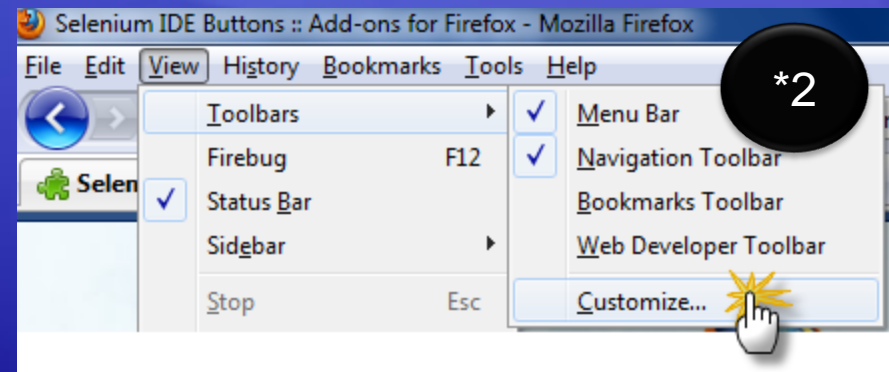 Selenium IDE Buttons :: Add-ons for Firefox - Mozilla Firefox
File Edit View History Bookmarks Tools Help
*2
Toolbars
Menu Bar
Firebug F12
Navigation Toolbar
Selen
Status Bar
Bookmarks Toolbar
Sidebar
Web Developer Toolbar
Stop Esc
Customize...